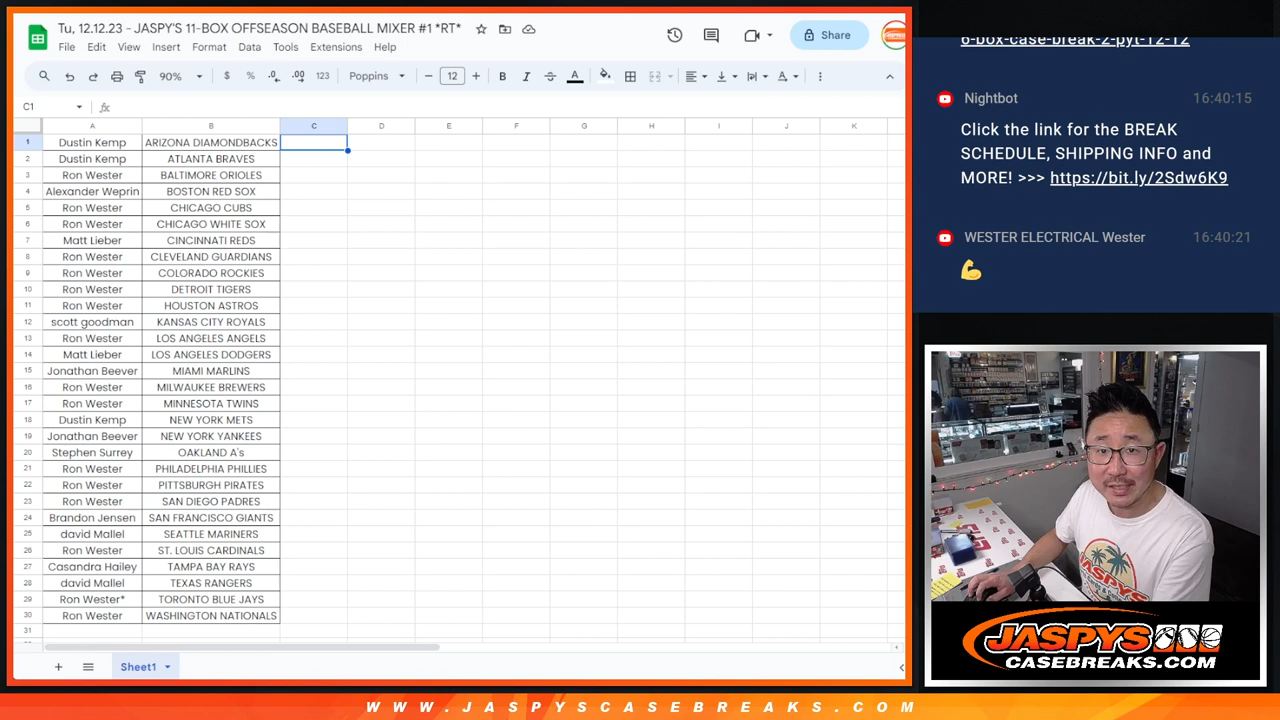 Tu, 12.12.23 - JASPY'S 11-BOX OFFSEASON BASEBALL MIXER #1 *RT*
File Edit View Insert Format Data Tools Extensions Help
Share
90% $ % .0 .00 123 Poppins 12 B I A
C1 fx
A B C D E F G H I J K
1 Dustin Kemp ARIZONA DIAMONDBACKS
2 Dustin Kemp ATLANTA BRAVES
3 Ron Wester BALTIMORE ORIOLES
4 Alexander Weprin BOSTON RED SOX
5 Ron Wester CHICAGO CUBS
6 Ron Wester CHICAGO WHITE SOX
7 Matt Lieber CINCINNATI REDS
8 Ron Wester CLEVELAND GUARDIANS
9 Ron Wester COLORADO ROCKIES
10 Ron Wester DETROIT TIGERS
11 Ron Wester HOUSTON ASTROS
12 scott goodman KANSAS CITY ROYALS
13 Ron Wester LOS ANGELES ANGELS
14 Matt Lieber LOS ANGELES DODGERS
15 Jonathan Beever MIAMI MARLINS
16 Ron Wester MILWAUKEE BREWERS
17 Ron Wester MINNESOTA TWINS
18 Dustin Kemp NEW YORK METS
19 Jonathan Beever NEW YORK YANKEES
20 Stephen Surrey OAKLAND A's
21 Ron Wester PHILADELPHIA PHILLIES
22 Ron Wester PITTSBURGH PIRATES
23 Ron Wester SAN DIEGO PADRES
24 Brandon Jensen SAN FRANCISCO GIANTS
25 david Mallel SEATTLE MARINERS
26 Ron Wester ST. LOUIS CARDINALS
27 Casandra Hailey TAMPA BAY RAYS
28 david Mallel TEXAS RANGERS
29 Ron Wester* TORONTO BLUE JAYS
30 Ron Wester WASHINGTON NATIONALS
31
Sheet1
6-box-case-break-2-pyt-12-12
Nightbot 16:40:15
Click the link for the BREAK
SCHEDULE, SHIPPING INFO and
MORE! >>> https://bit.ly/2Sdw6K9
WESTER ELECTRICAL Wester 16:40:21
💪
JASPYS
JASPYS
CASEBREAKS.COM
WWW.JASPYSCASEBREAKS.COM